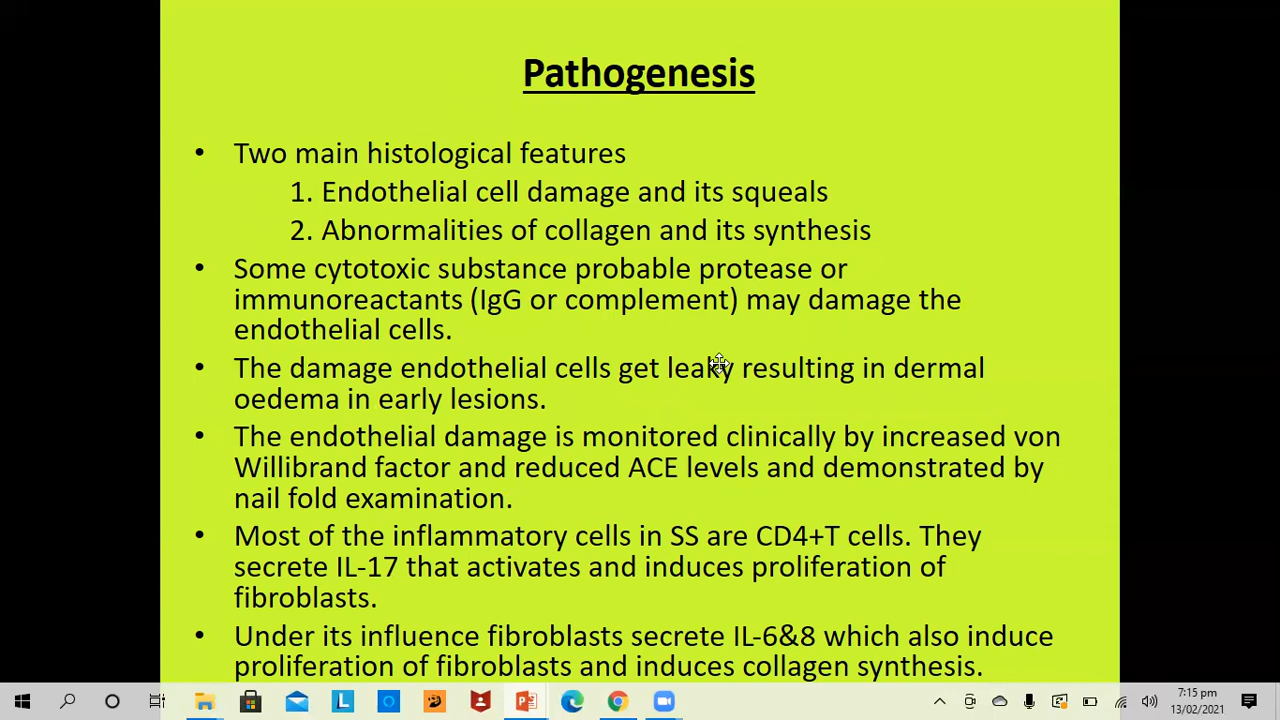 Pathogenesis
• Two main histological features
1. Endothelial cell damage and its squeals
2. Abnormalities of collagen and its synthesis
• Some cytotoxic substance probable protease or
immunoreactants (IgG or complement) may damage the
endothelial cells.
• The damage endothelial cells get leaky resulting in dermal
oedema in early lesions.
• The endothelial damage is monitored clinically by increased von
Willibrand factor and reduced ACE levels and demonstrated by
nail fold examination.
• Most of the inflammatory cells in SS are CD4+T cells. They
secrete IL-17 that activates and induces proliferation of
fibroblasts.
• Under its influence fibroblasts secrete IL-6&8 which also induce
proliferation of fibroblasts and induces collagen synthesis.
7:15 pm
13/02/2021